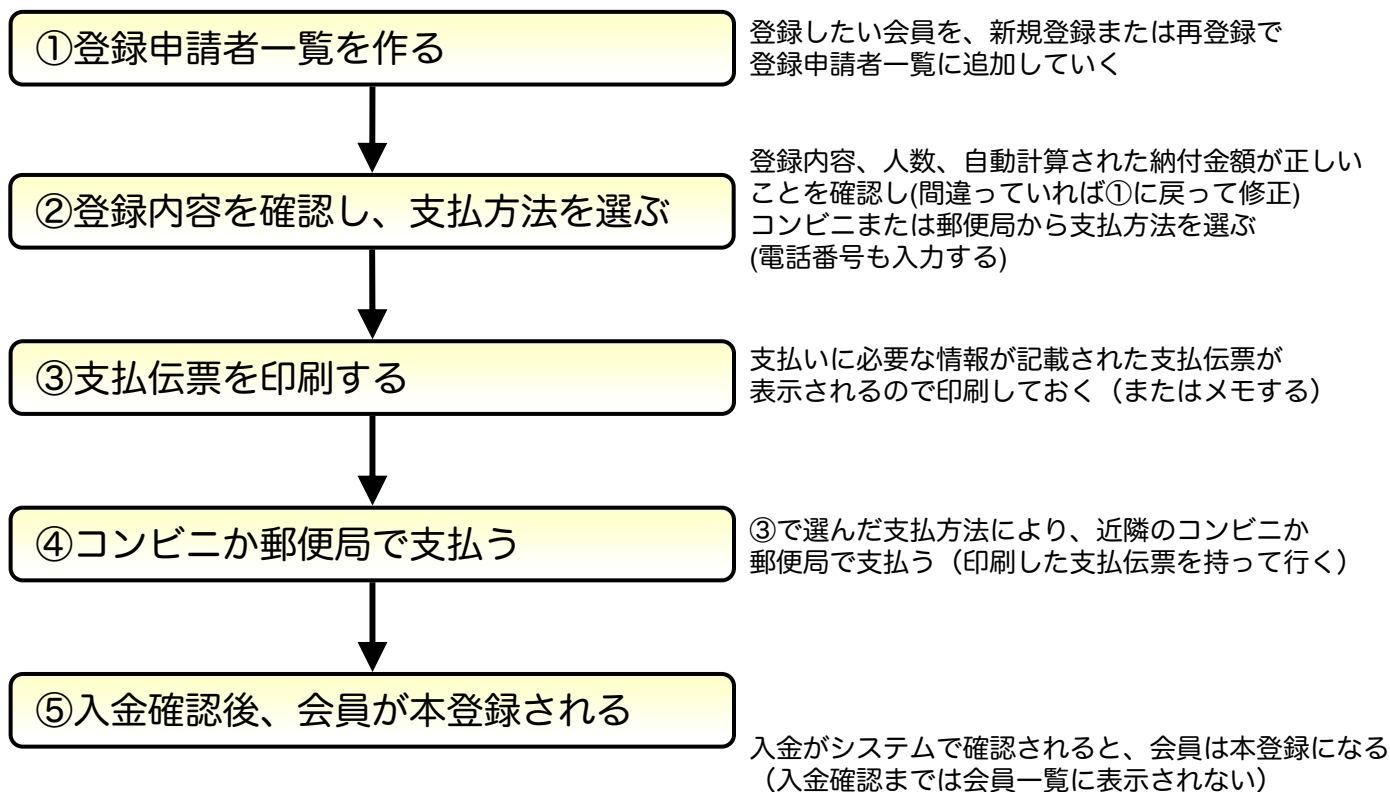 ①登録申請者一覧を作る
登録したい会員を、新規登録または再登録で
登録申請者一覧に追加していく
②登録内容を確認し、支払方法を選ぶ
登録内容、人数、自動計算された納付金額が正しい
ことを確認し(間違っていれば①に戻って修正)
コンビニまたは郵便局から支払方法を選ぶ
(電話番号も入力する)
③支払伝票を印刷する
支払いに必要な情報が記載された支払伝票が
表示されるので印刷しておく（またはメモする）
④コンビニか郵便局で支払う
③で選んだ支払方法により、近隣のコンビニか
郵便局で支払う（印刷した支払伝票を持って行く）
⑤入金確認後、会員が本登録される
入金がシステムで確認されると、会員は本登録になる
（入金確認までは会員一覧に表示されない）